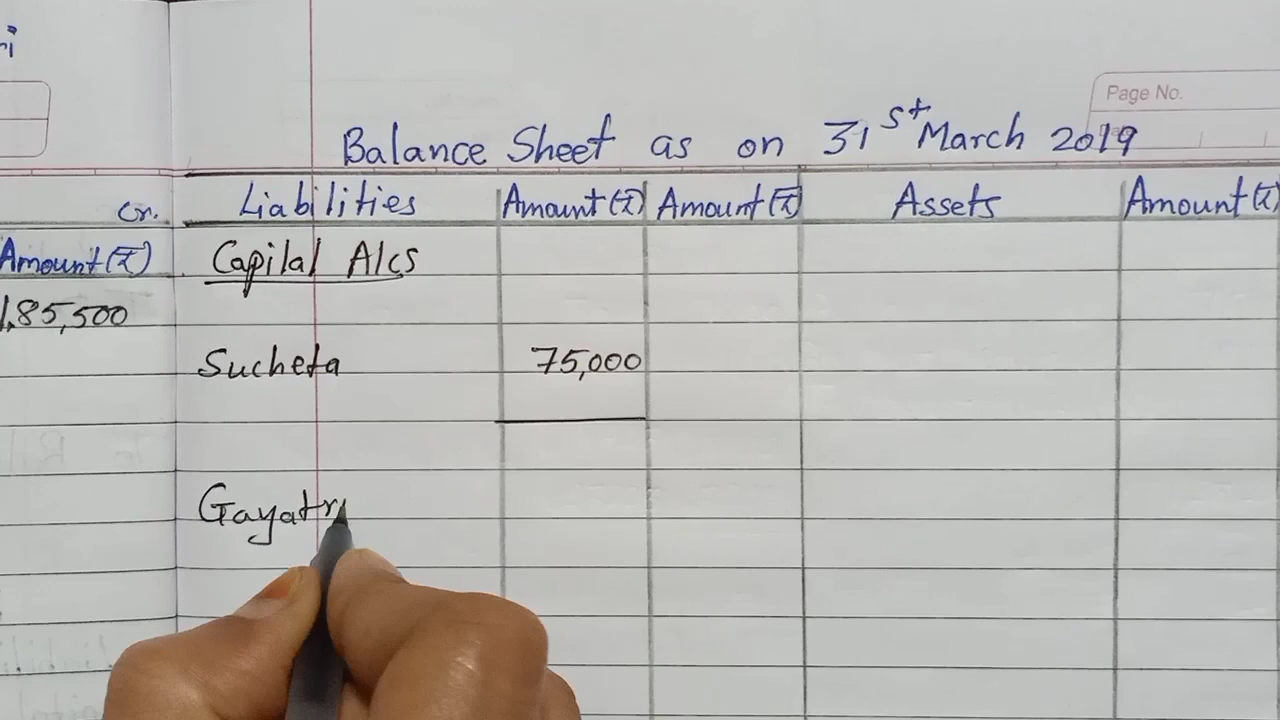 Page No.
Balance Sheet as on 31st March 2019
Cr. Liabilities Amount(₹) Amount(₹) Assets Amount(₹)
Amount(₹) Capital A/cs
1,85,500
Sucheta 75,000
Gayatri